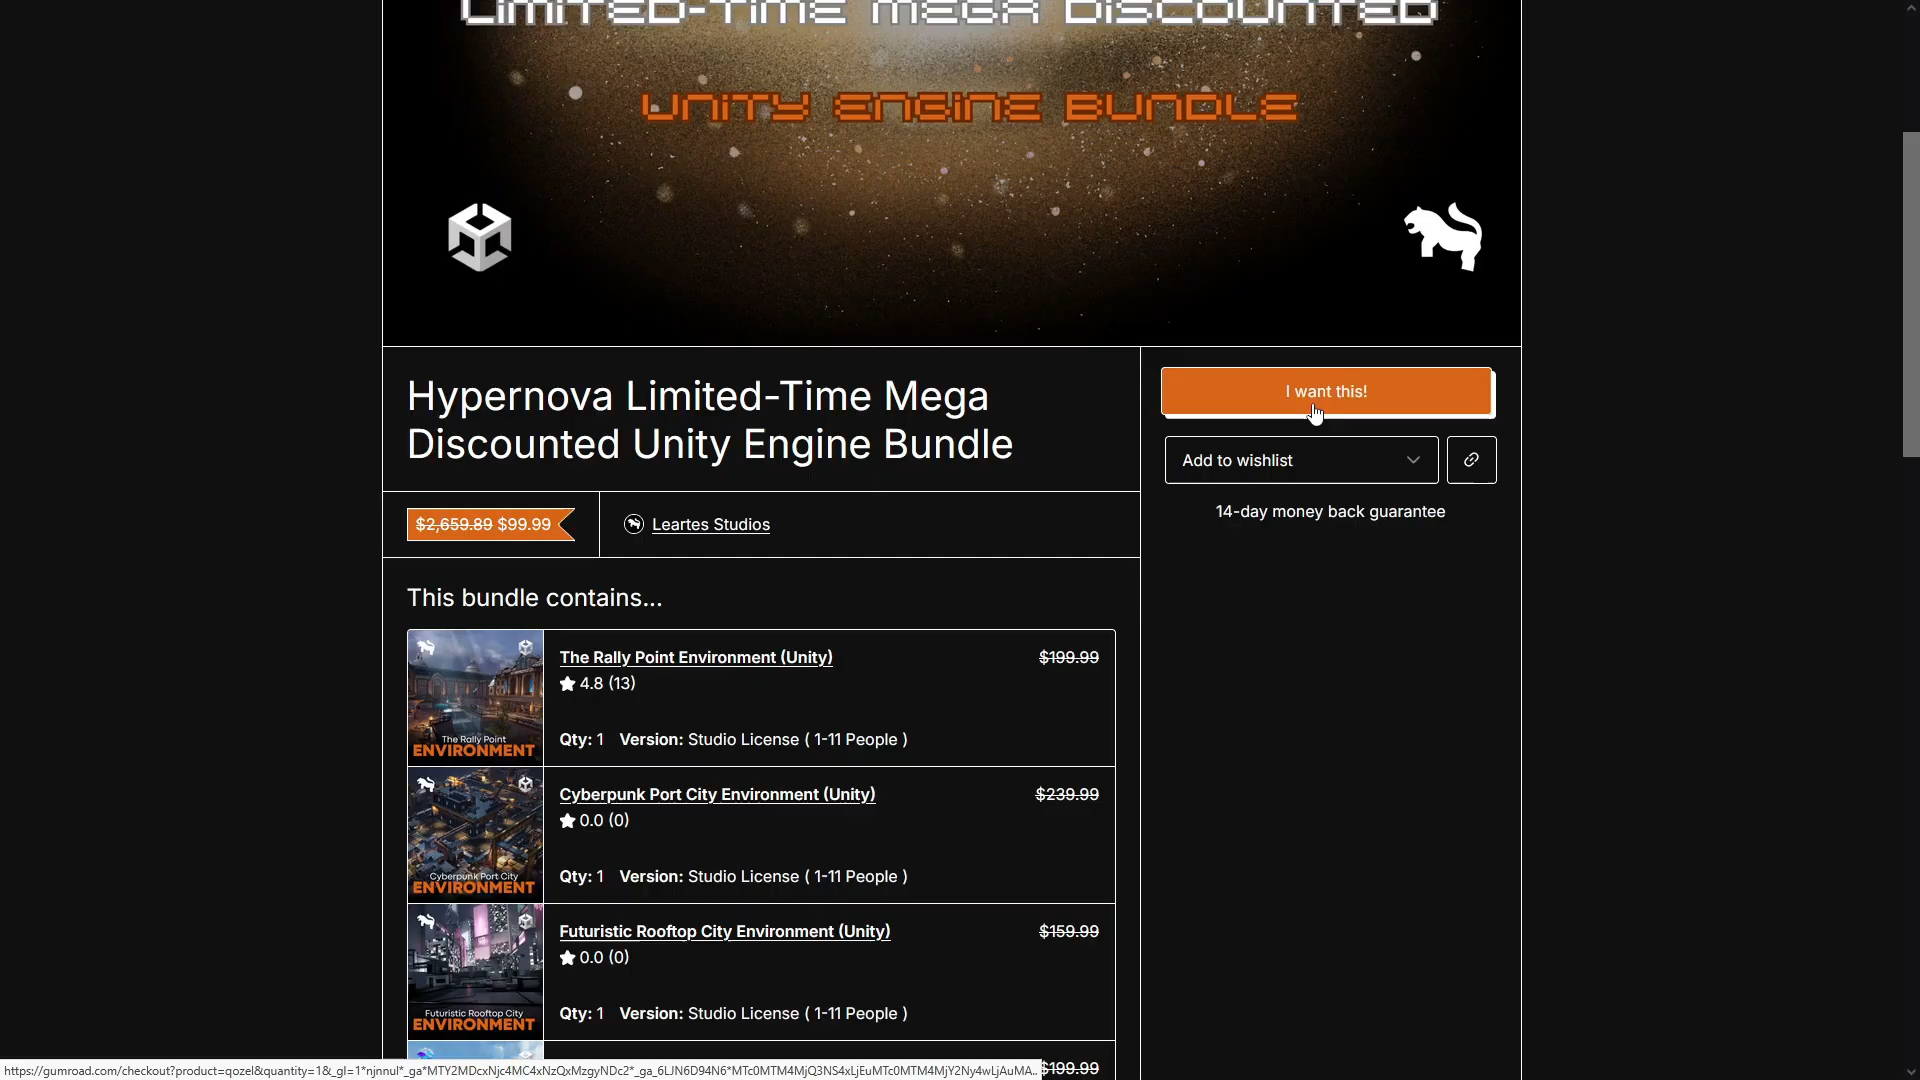 LIMITED-TIME MEGA DISCOUNTED
UNITY ENGINE BUNDLE
Hypernova Limited-Time Mega
Discounted Unity Engine Bundle
$2,659.89 $99.99
Leartes Studios
I want this!
Add to wishlist
14-day money back guarantee
This bundle contains...
The Rally Point
ENVIRONMENT
The Rally Point Environment (Unity)
$199.99
4.8 (13)
Qty: 1 Version: Studio License ( 1-11 People )
Cyberpunk Port City
ENVIRONMENT
Cyberpunk Port City Environment (Unity)
$239.99
0.0 (0)
Qty: 1 Version: Studio License ( 1-11 People )
Futuristic Rooftop City
ENVIRONMENT
Futuristic Rooftop City Environment (Unity)
$159.99
0.0 (0)
Qty: 1 Version: Studio License ( 1-11 People )
$199.99